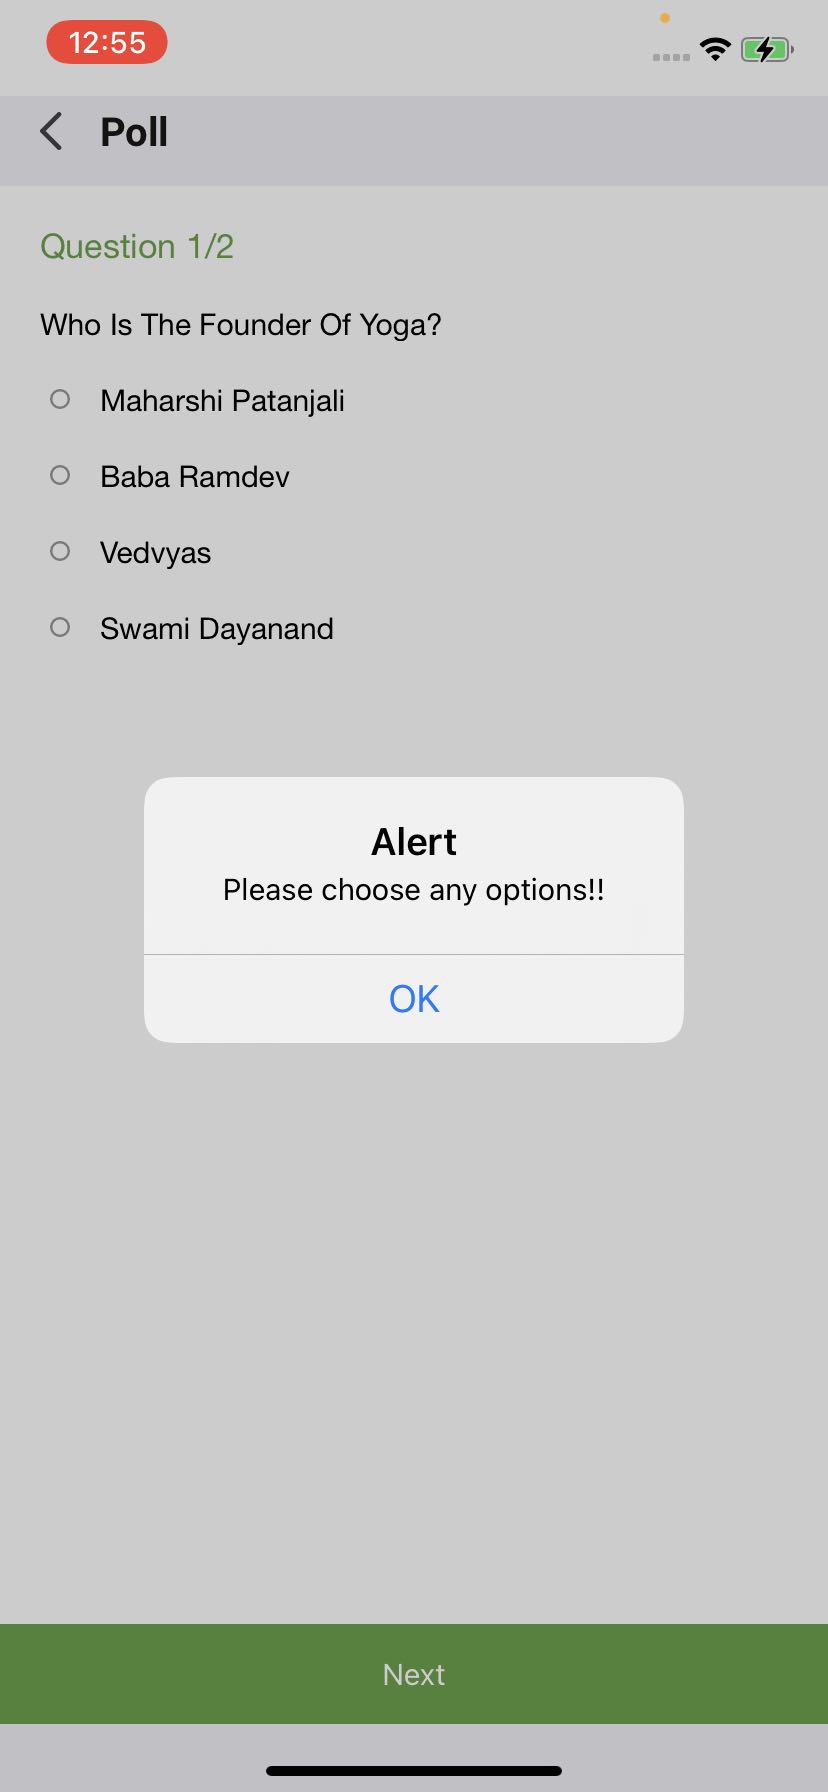 12:55
Poll
Question 1/2
Who Is The Founder Of Yoga?
Maharshi Patanjali
Baba Ramdev
Vedvyas
Swami Dayanand
Alert
Please choose any options!!
OK
Next